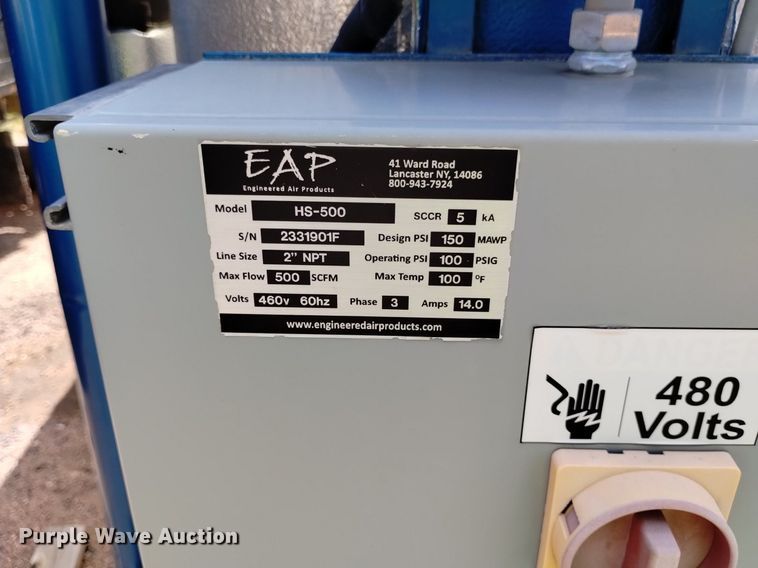 EAP
Engineered Air Products
41 Ward Road
Lancaster NY, 14086
800-943-7924
Model HS-500 SCCR 5 kA
S/N 2331901F Design PSI 150 MAWP
Line Size 2" NPT Operating PSI 100 PSIG
Max Flow 500 SCFM Max Temp 100 °F
Volts 460v 60hz Phase 3 Amps 14.0
www.engineeredairproducts.com
DANGER
480
Volts
Purple Wave Auction